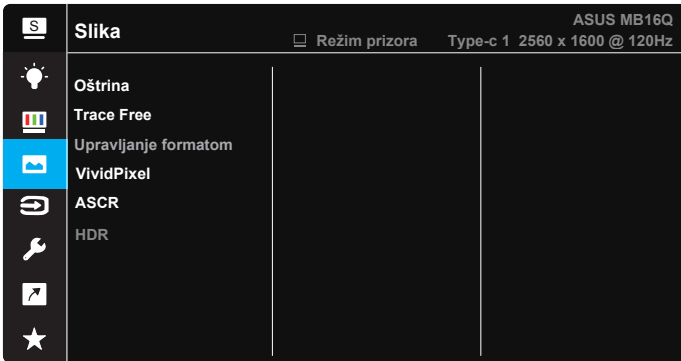 S
Slika
ASUS MB16Q
Režim prizora Type-c 1 2560 x 1600 @ 120Hz
Oštrina
Trace Free
Upravljanje formatom
VividPixel
ASCR
HDR